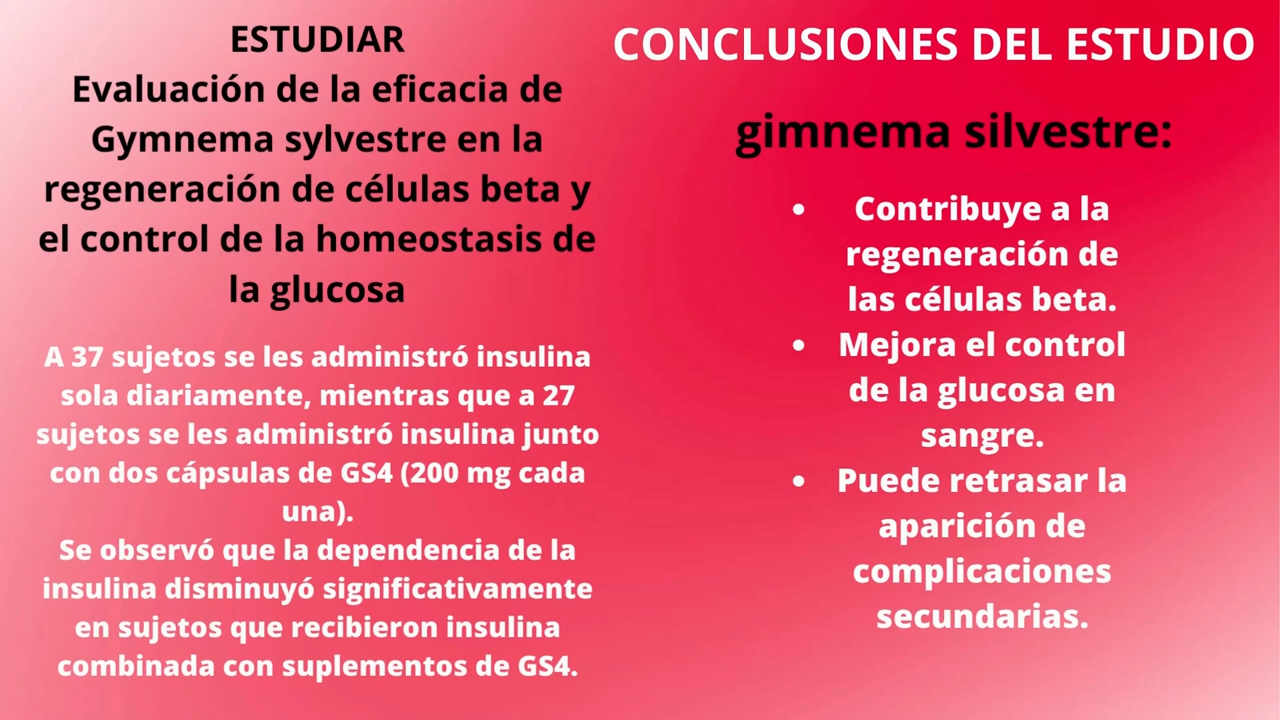 ESTUDIAR
Evaluación de la eficacia de
Gymnema sylvestre en la
regeneración de células beta y
el control de la homeostasis de
la glucosa
A 37 sujetos se les administró insulina
sola diariamente, mientras que a 27
sujetos se les administró insulina junto
con dos cápsulas de GS4 (200 mg cada
una).
Se observó que la dependencia de la
insulina disminuyó significativamente
en sujetos que recibieron insulina
combinada con suplementos de GS4.
CONCLUSIONES DEL ESTUDIO
gimnema silvestre:
• Contribuye a la
regeneración de
las células beta.
• Mejora el control
de la glucosa en
sangre.
• Puede retrasar la
aparición de
complicaciones
secundarias.